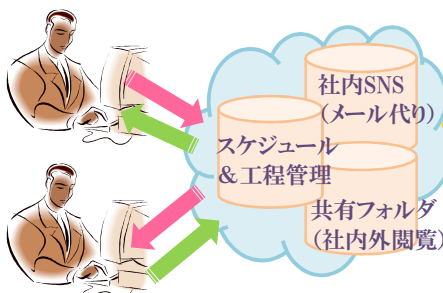 社内SNS
(メール代り)
スケジュール
＆工程管理
共有フォルダ
(社内外閲覧)